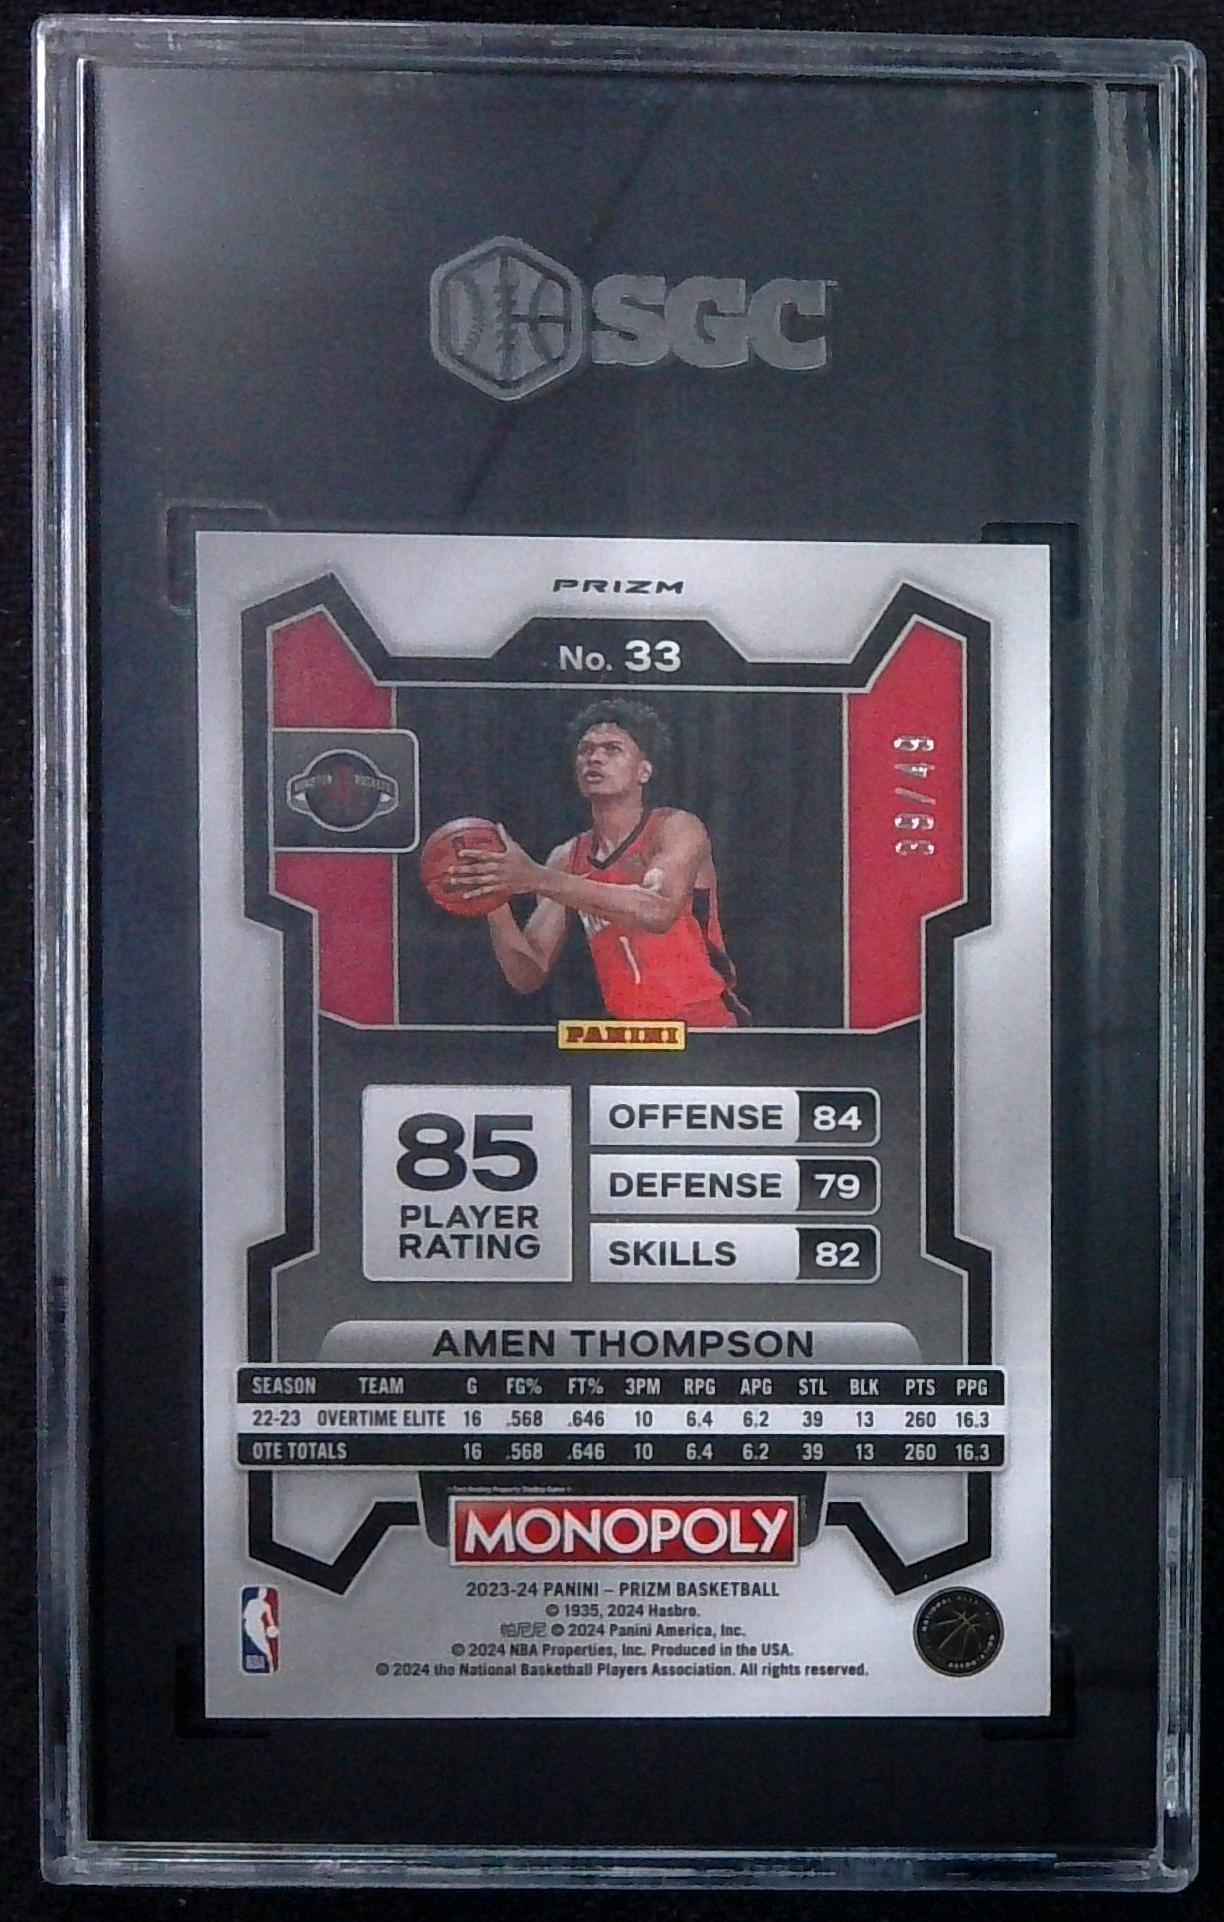 SGC
PRIZM
No. 33
39/49
HOUSTON ROCKETS
1
PANINI
85
PLAYER
RATING
OFFENSE 84
DEFENSE 79
SKILLS 82
AMEN THOMPSON
SEASON TEAM G FG% FT% 3PM RPG APG STL BLK PTS PPG
22-23 OVERTIME ELITE 16 .568 .646 10 6.4 6.2 39 13 260 16.3
OTE TOTALS 16 .568 .646 10 6.4 6.2 39 13 260 16.3
MONOPOLY
2023-24 PANINI – PRIZM BASKETBALL
© 1935, 2024 Hasbro.
帕尼尼 © 2024 Panini America, Inc.
© 2024 NBA Properties, Inc. Produced in the USA.
© 2024 the National Basketball Players Association. All rights reserved.
NBA